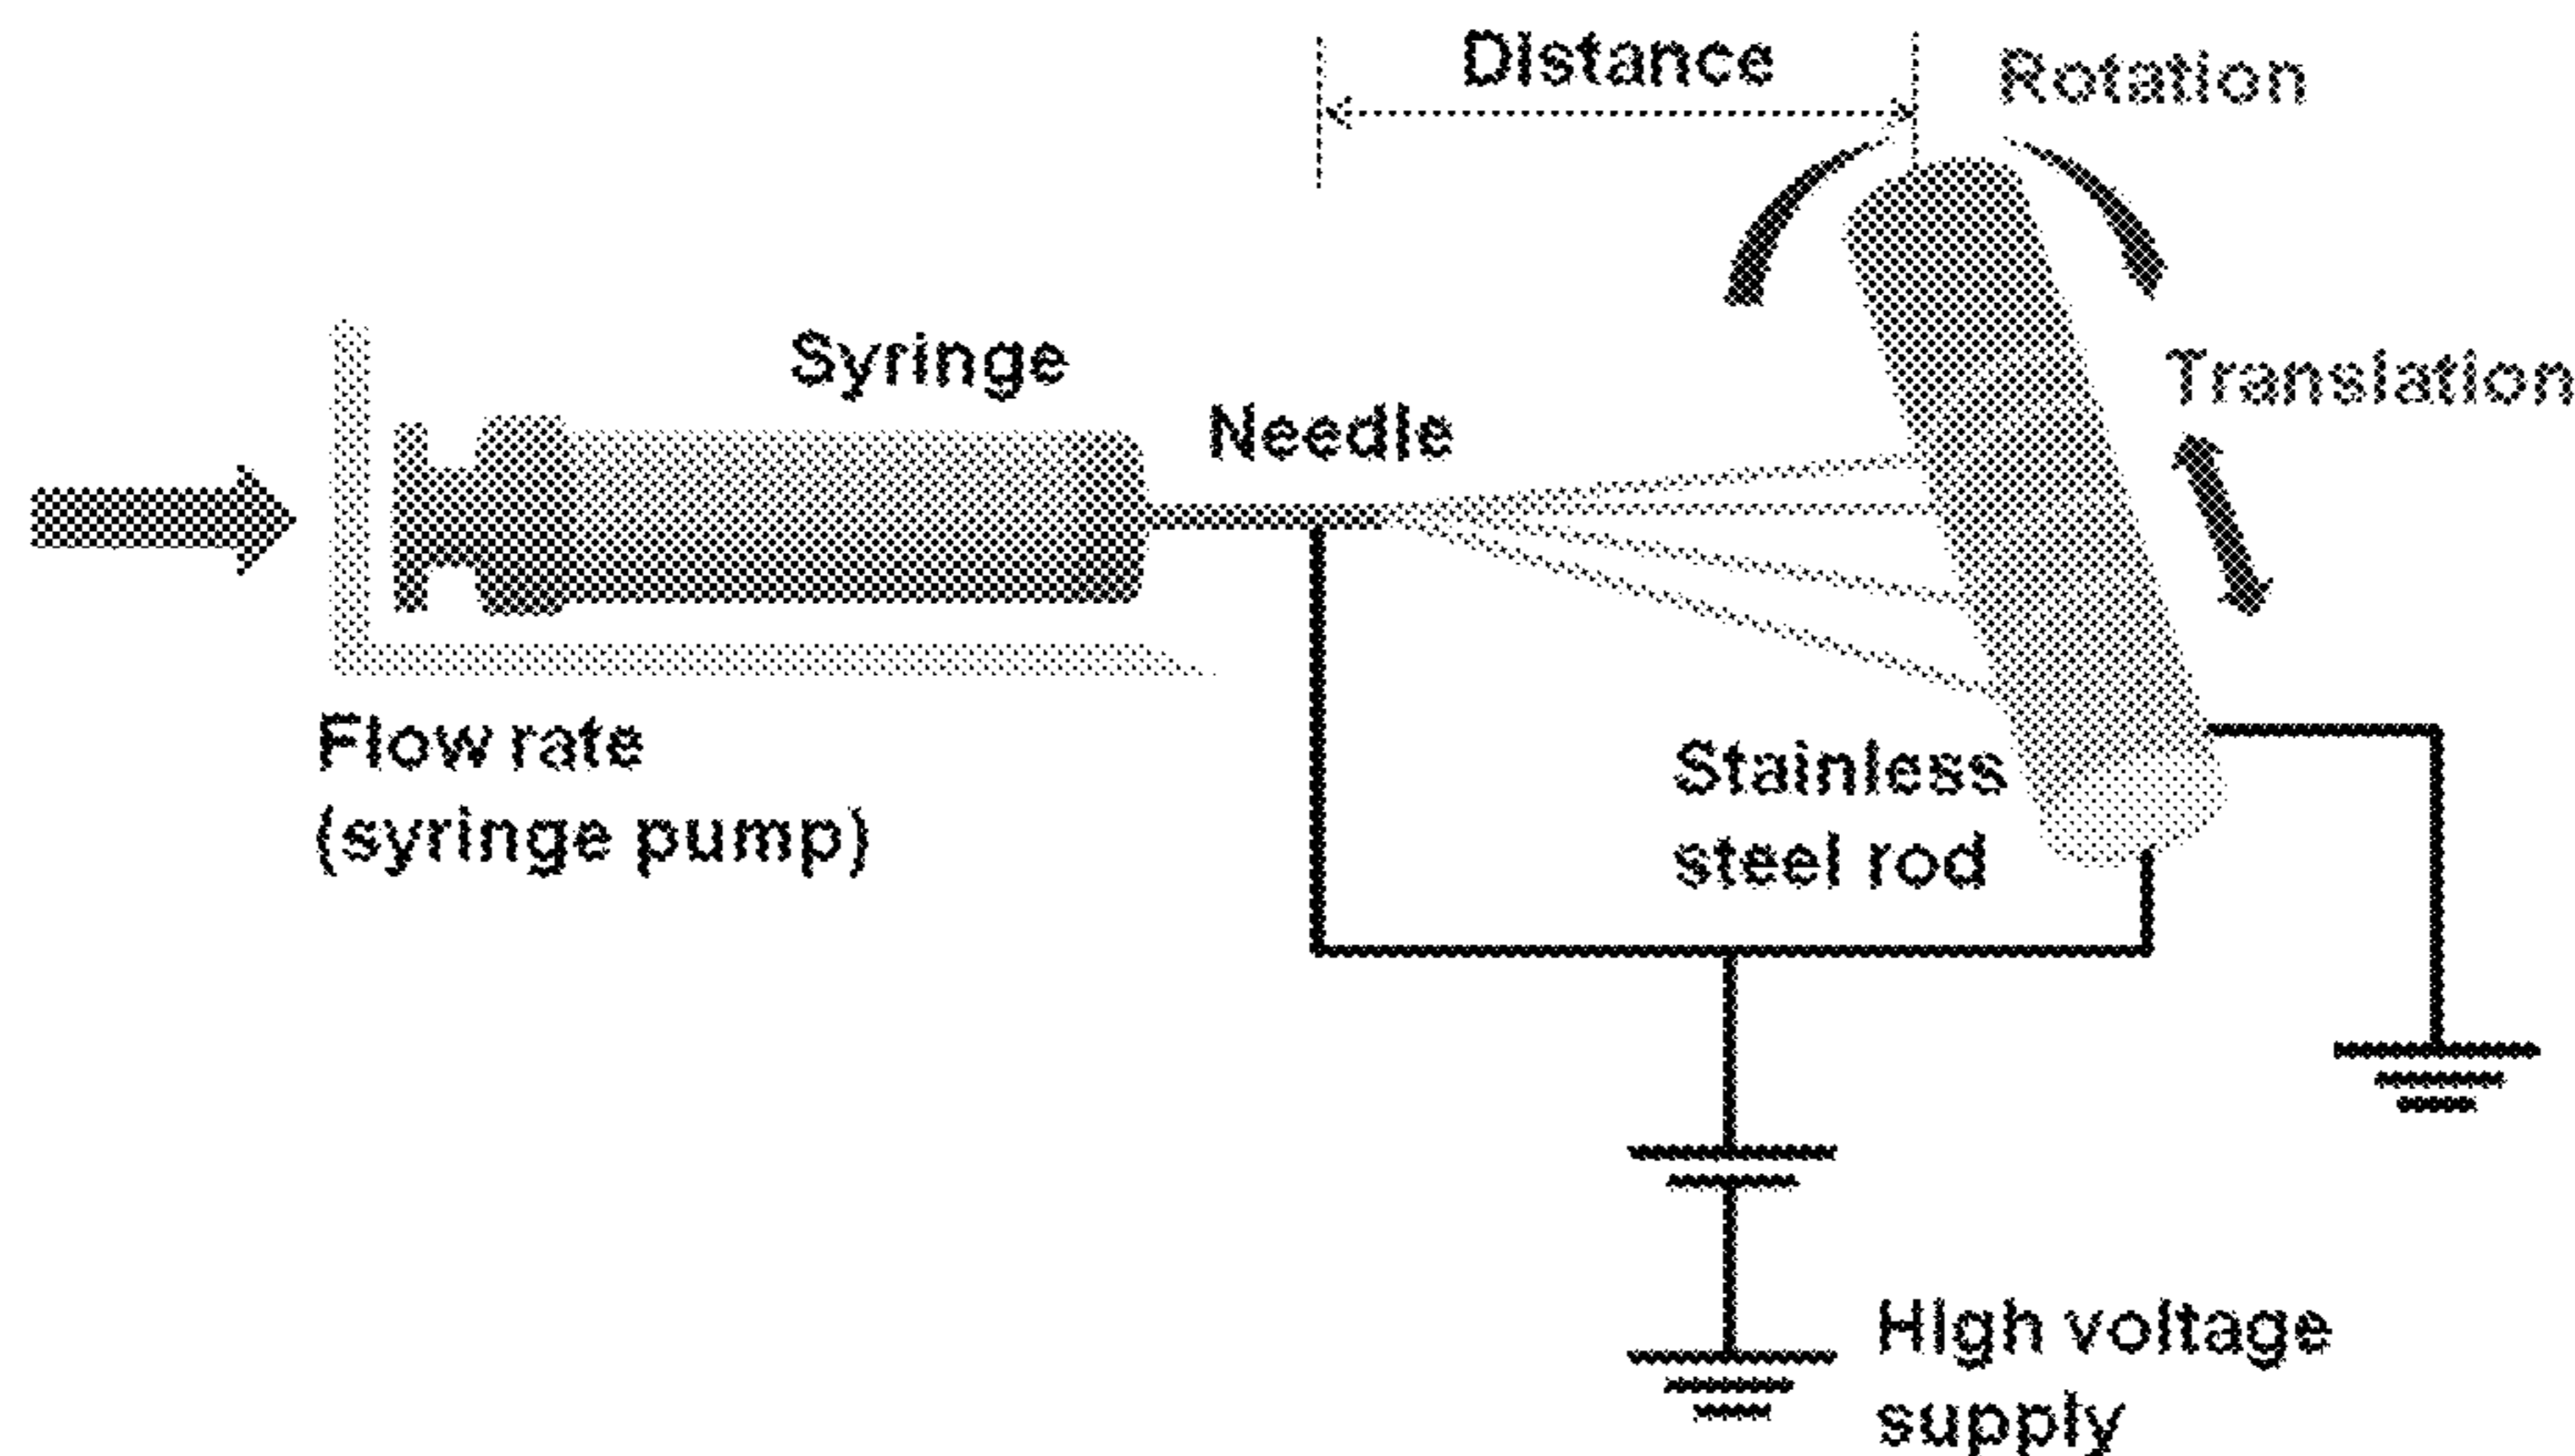 Distance
Rotation
Syringe
Needle
Translation
Flow rate
(syringe pump)
Stainless
steel rod
High voltage
supply